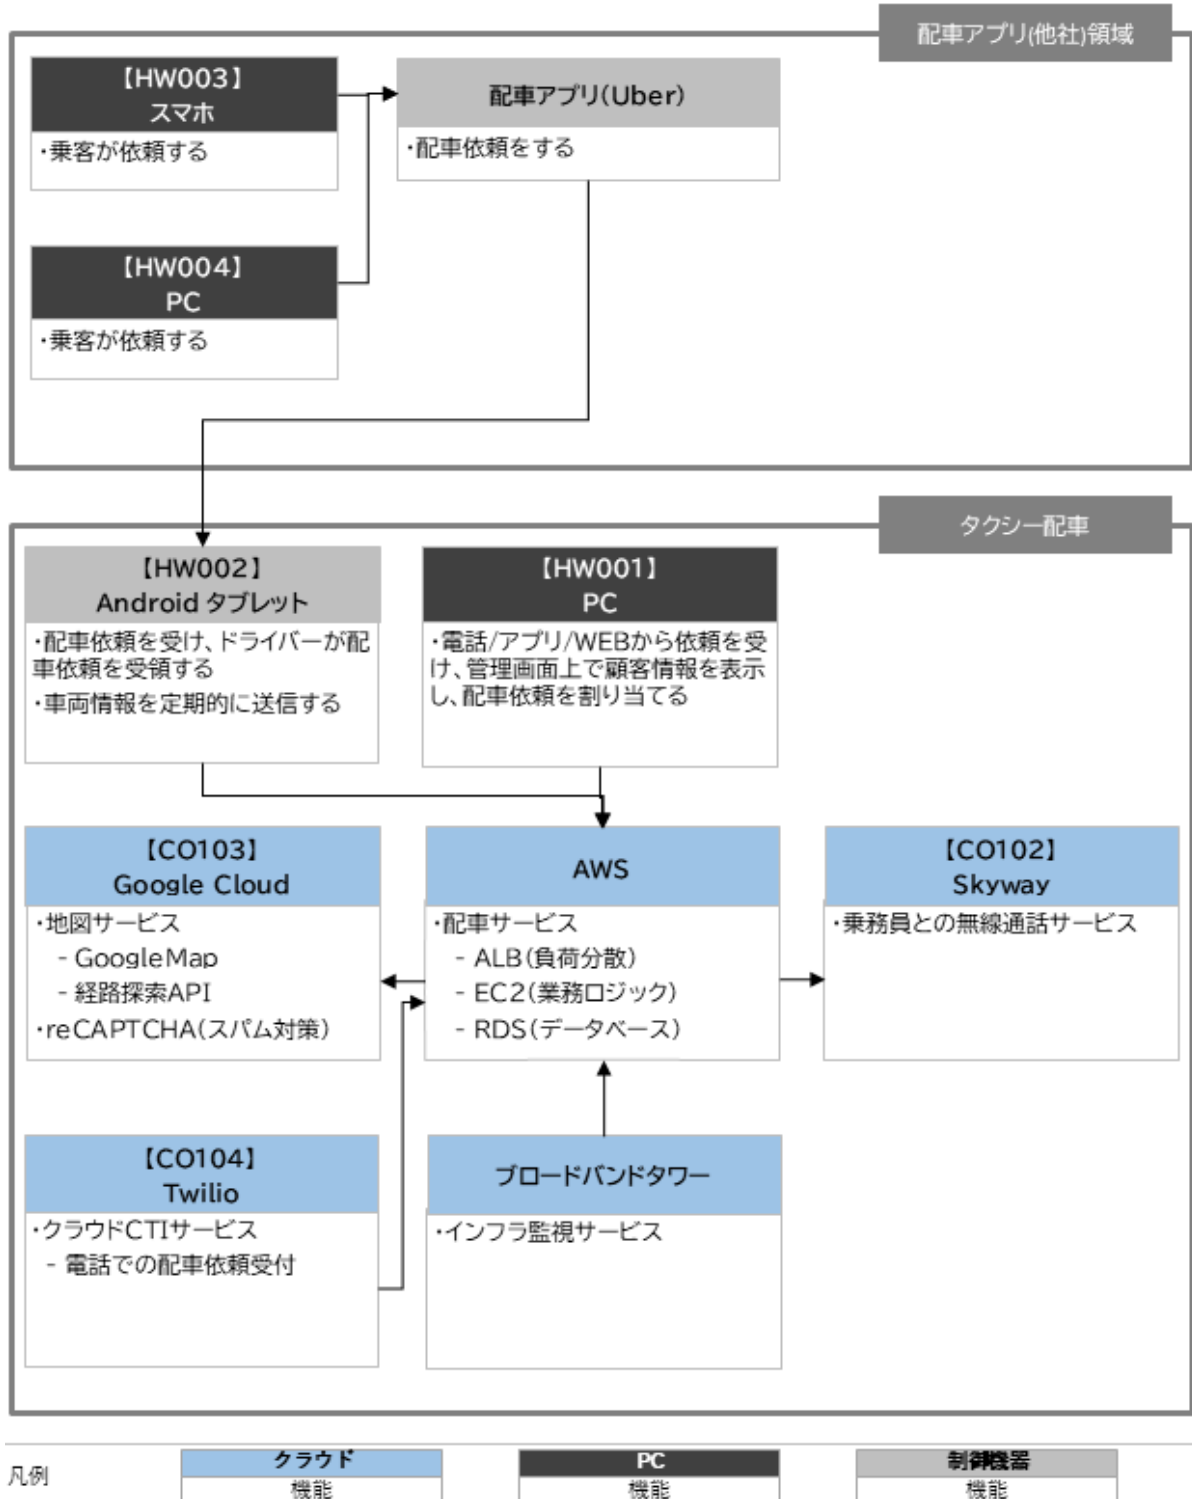 配車アプリ(他社)領域
【HW003】
スマホ
・乗客が依頼する
配車アプリ(Uber)
・配車依頼をする
【HW004】
PC
・乗客が依頼する
タクシー配車
【HW002】
Android タブレット
・配車依頼を受け、ドライバーが配
車依頼を受領する
・車両情報を定期的に送信する
【HW001】
PC
・電話/アプリ/WEBから依頼を受
け、管理画面上で顧客情報を表示
し、配車依頼を割り当てる
【CO103】
Google Cloud
・地図サービス
- GoogleMap
- 経路探索API
・reCAPTCHA(スパム対策)
AWS
・配車サービス
- ALB(負荷分散)
- EC2(業務ロジック)
- RDS(データベース)
【CO102】
Skyway
・乗務員との無線通話サービス
【CO104】
Twilio
・クラウドCTIサービス
- 電話での配車依頼受付
ブロードバンドタワー
・インフラ監視サービス
凡例
クラウド
機能
PC
機能
制御機器
機能